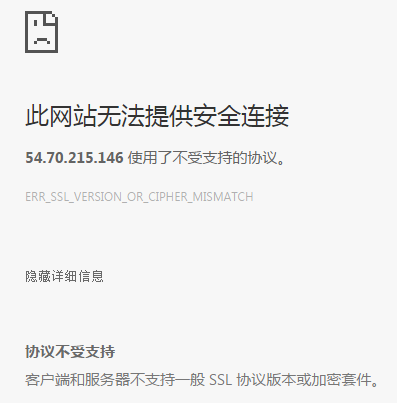 此网站无法提供安全连接
54.70.215.146 使用了不受支持的协议。
ERR_SSL_VERSION_OR_CIPHER_MISMATCH
隐藏详细信息
协议不受支持
客户端和服务器不支持一般 SSL 协议版本或加密套件。